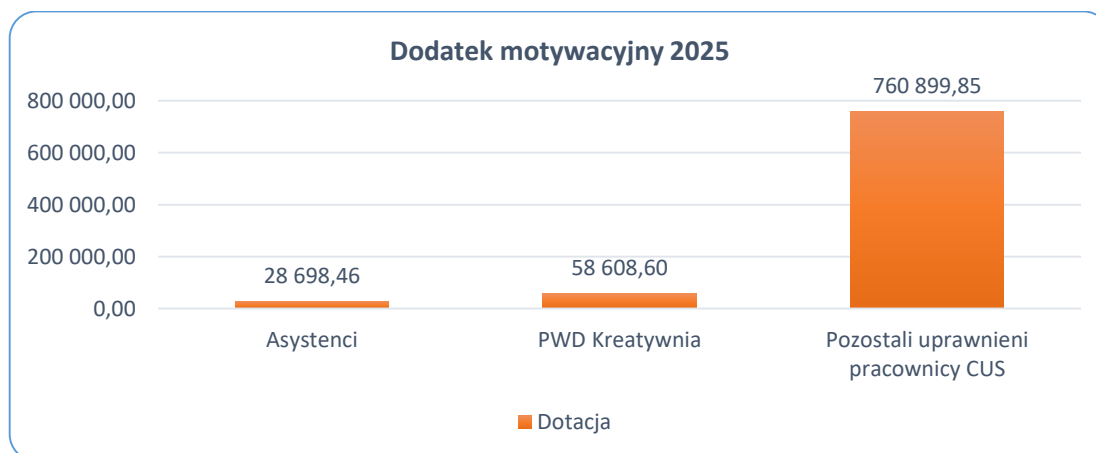 Dodatek motywacyjny 2025
760 899,85
800 000,00
600 000,00
400 000,00
200 000,00
28 698,46
58 608,60
0,00
Asystenci
PWD Kreatywnia
Pozostali uprawnieni
pracownicy CUS
Dotacja